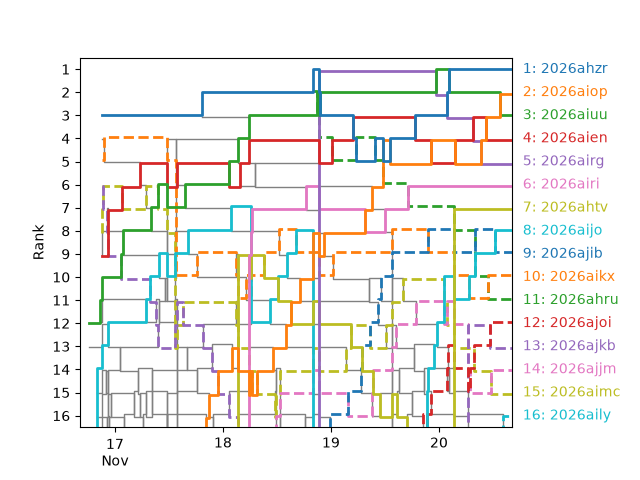 1
2
3
4
5
6
7
8
9
10
11
12
13
14
15
16
Rank
17
18
19
20
Nov
1: 2026ahzr
2: 2026aiop
3: 2026aiuu
4: 2026aien
5: 2026airg
6: 2026airi
7: 2026ahtv
8: 2026aijo
9: 2026ajib
10: 2026aikx
11: 2026ahru
12: 2026ajoi
13: 2026ajkb
14: 2026ajjm
15: 2026aimc
16: 2026aily